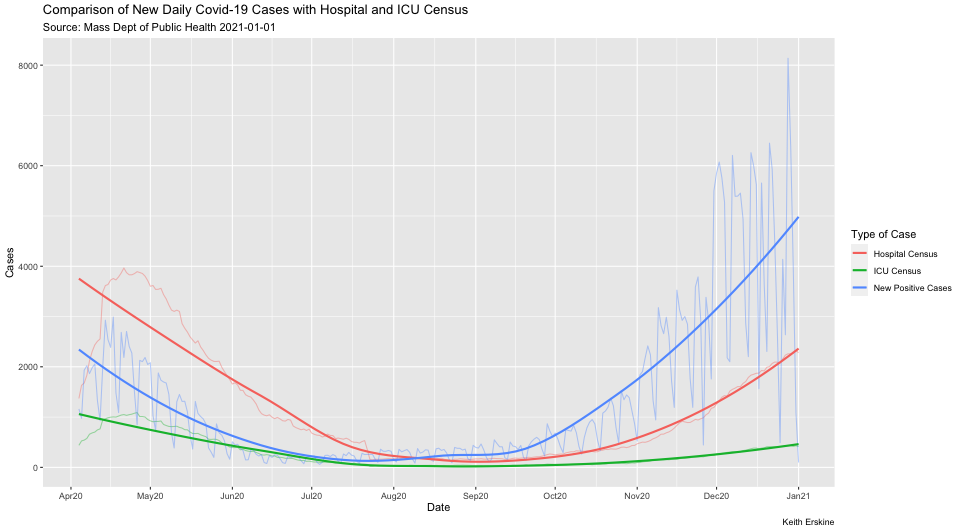 Comparison of New Daily Covid-19 Cases with Hospital and ICU Census
Source: Mass Dept of Public Health 2021-01-01
Cases
8000
6000
4000
2000
0
Apr20 May20 Jun20 Jul20 Aug20 Sep20 Oct20 Nov20 Dec20 Jan21
Date
Type of Case
Hospital Census
ICU Census
New Positive Cases
Keith Erskine